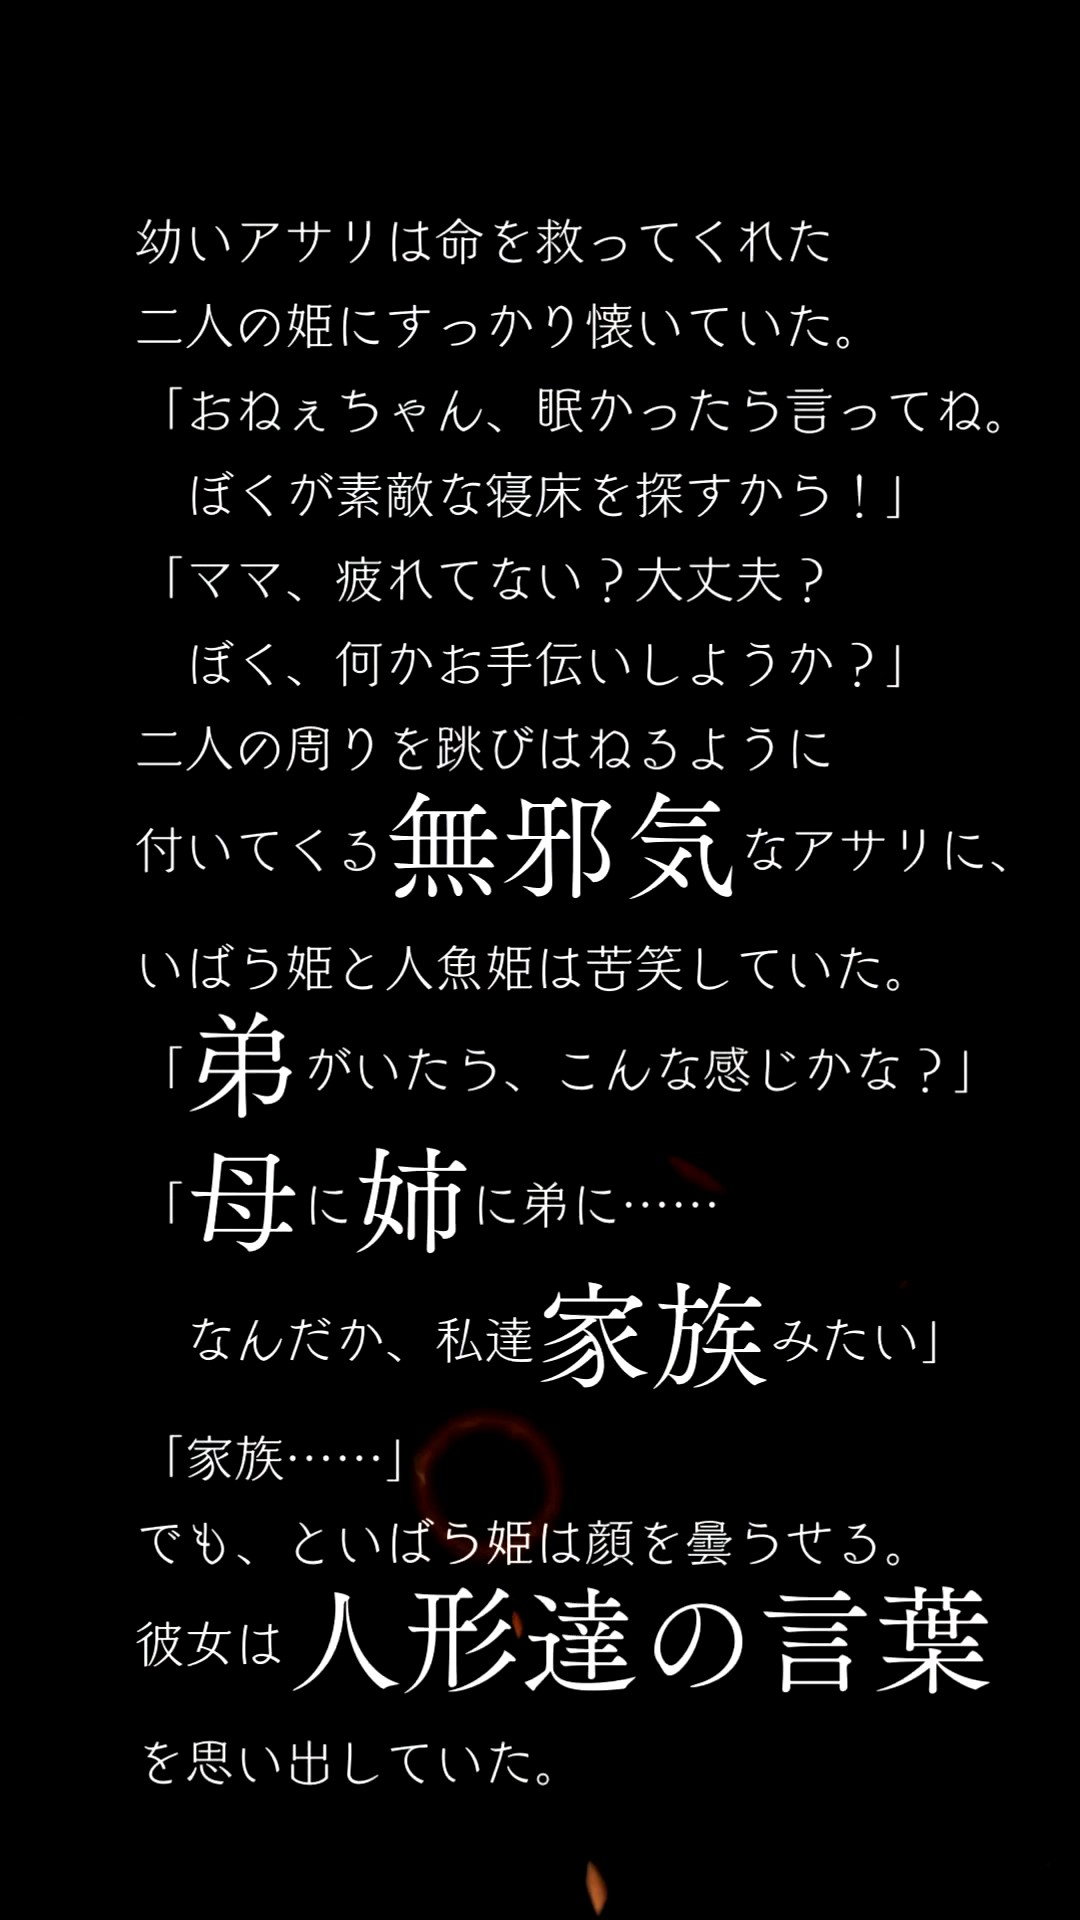 幼いアサリは命を救ってくれた
二人の姫にすっかり懐いていた。
「おねぇちゃん、眠かったら言ってね。
　ぼくが素敵な寝床を探すから！」
「ママ、疲れてない？大丈夫？
　ぼく、何かお手伝いしようか？」
二人の周りを跳びはねるように
付いてくる無邪気なアサリに、
いばら姫と人魚姫は苦笑していた。
「弟がいたら、こんな感じかな？」
「母に姉に弟に……
　なんだか、私達家族みたい」
「家族……」
でも、といばら姫は顔を曇らせる。
彼女は人形達の言葉
を思い出していた。